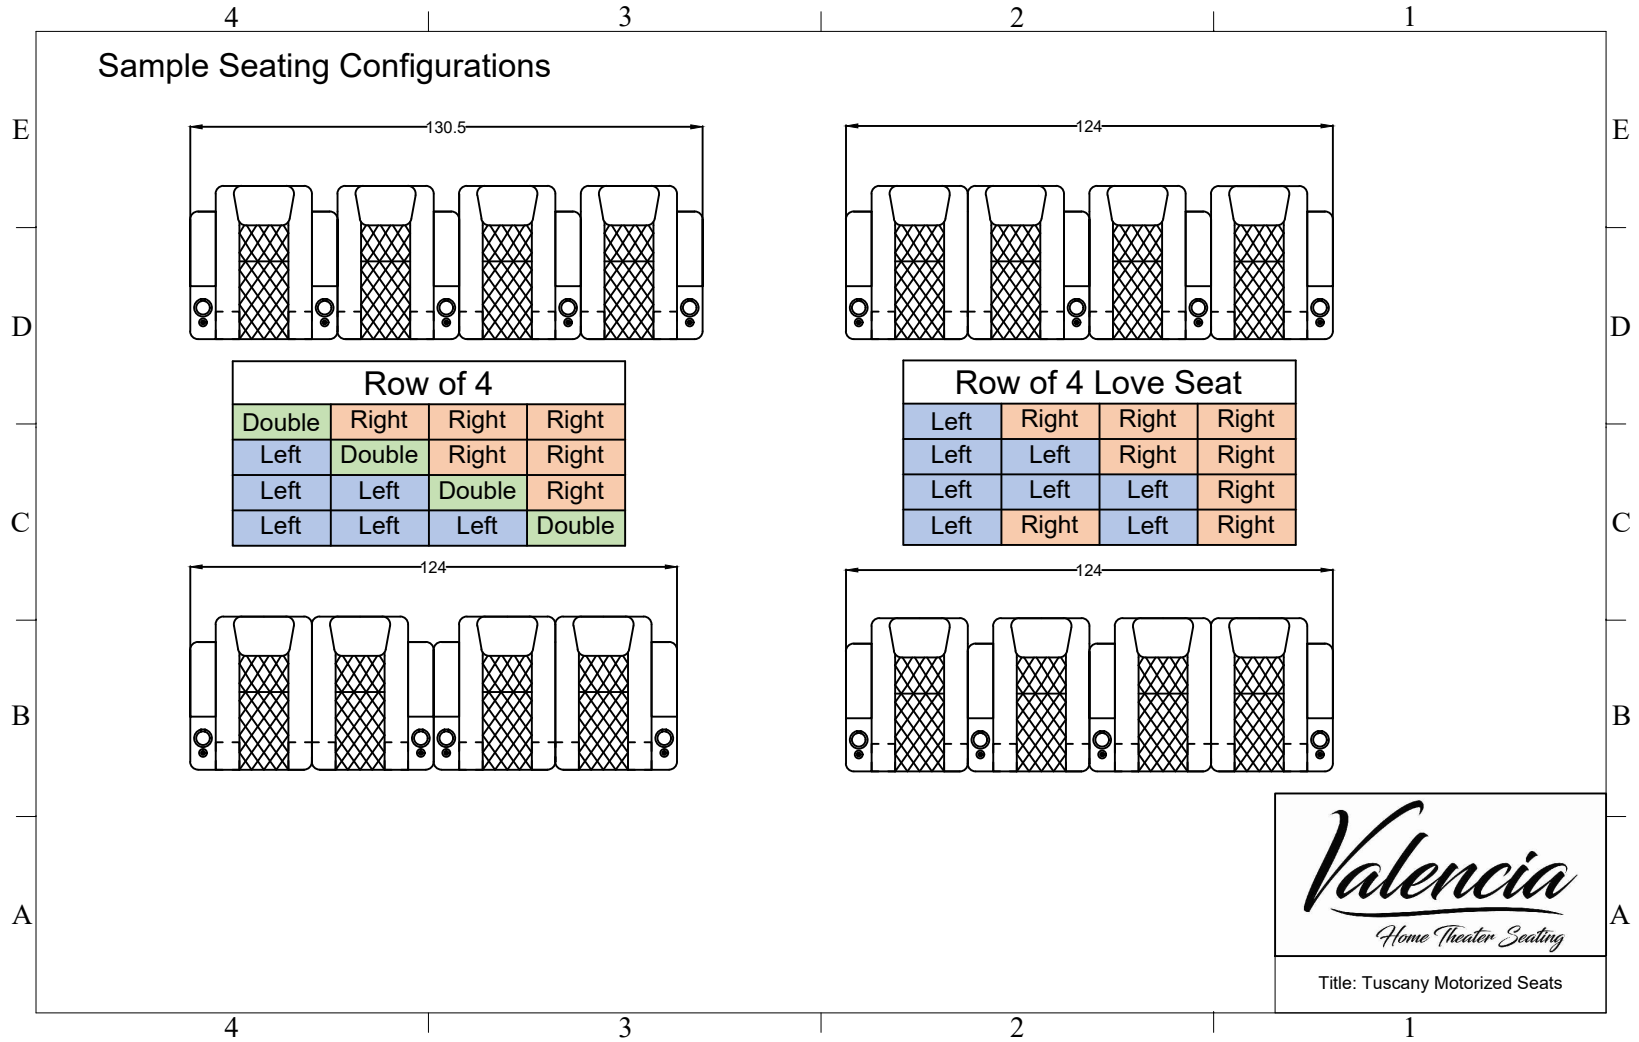 4 3 2 1
Sample Seating Configurations
E E
130.5 124
D D
Row of 4
Double Right Right Right
Left Double Right Right
Left Left Double Right
Left Left Left Double
Row of 4 Love Seat
Left Right Right Right
Left Left Right Right
Left Left Left Right
Left Right Left Right
C C
124 124
B B
A A
Valencia
Home Theater Seating
Title: Tuscany Motorized Seats
4 3 2 1